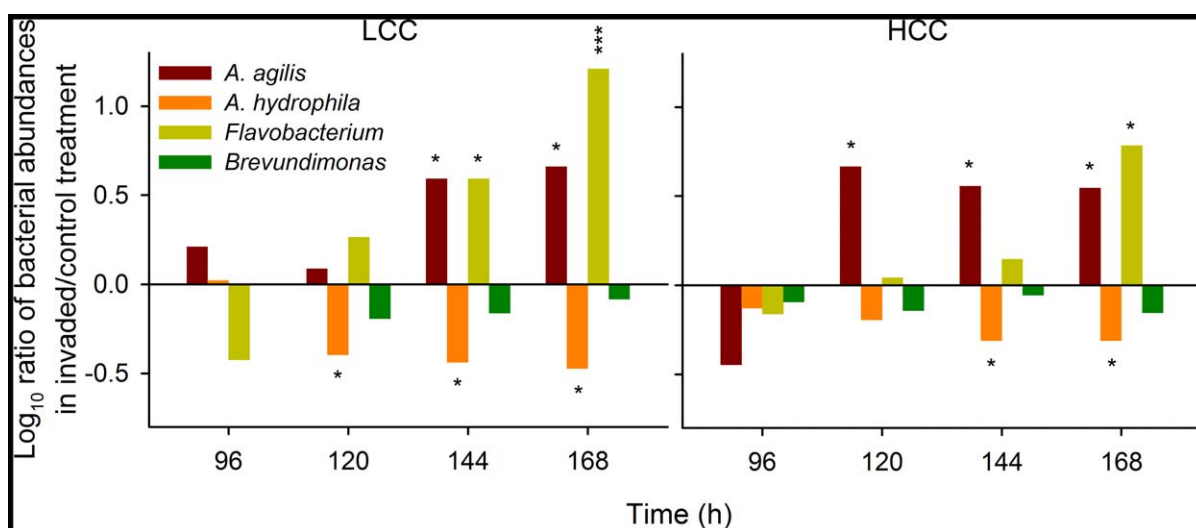 LCC
HCC
Log10 ratio of bacterial abundances
in invaded/control treatment
1.0
0.5
0.0
-0.5
A. agilis
A. hydrophila
Flavobacterium
Brevundimonas
* * * *** * * * * * * * * *
96 120 144 168
96 120 144 168
Time (h)